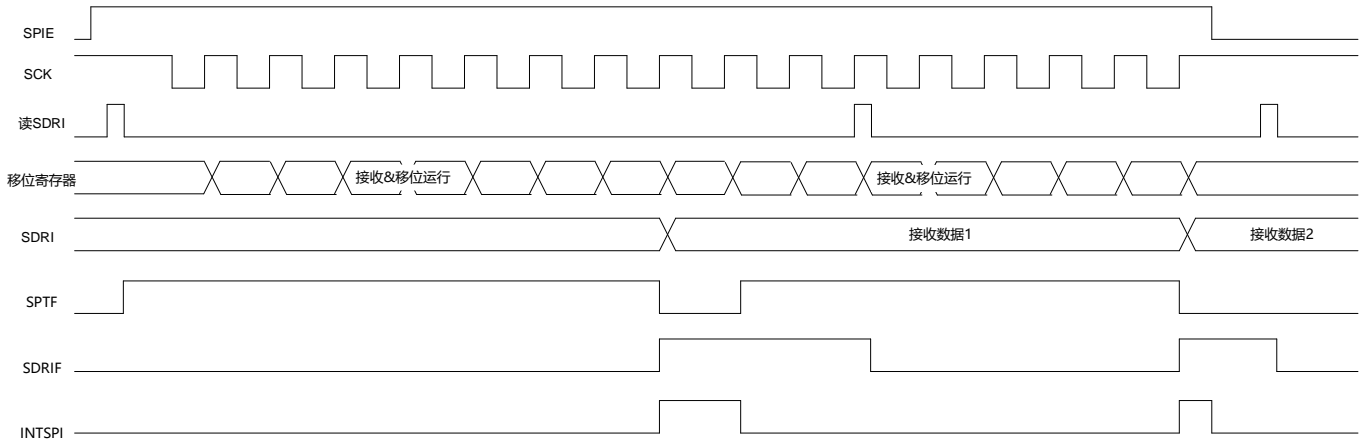 SPIE
SCK
读SDRI
移位寄存器
接收&移位运行
接收&移位运行
SDRI
接收数据1
接收数据2
SPTF
SDRIF
INTSPI